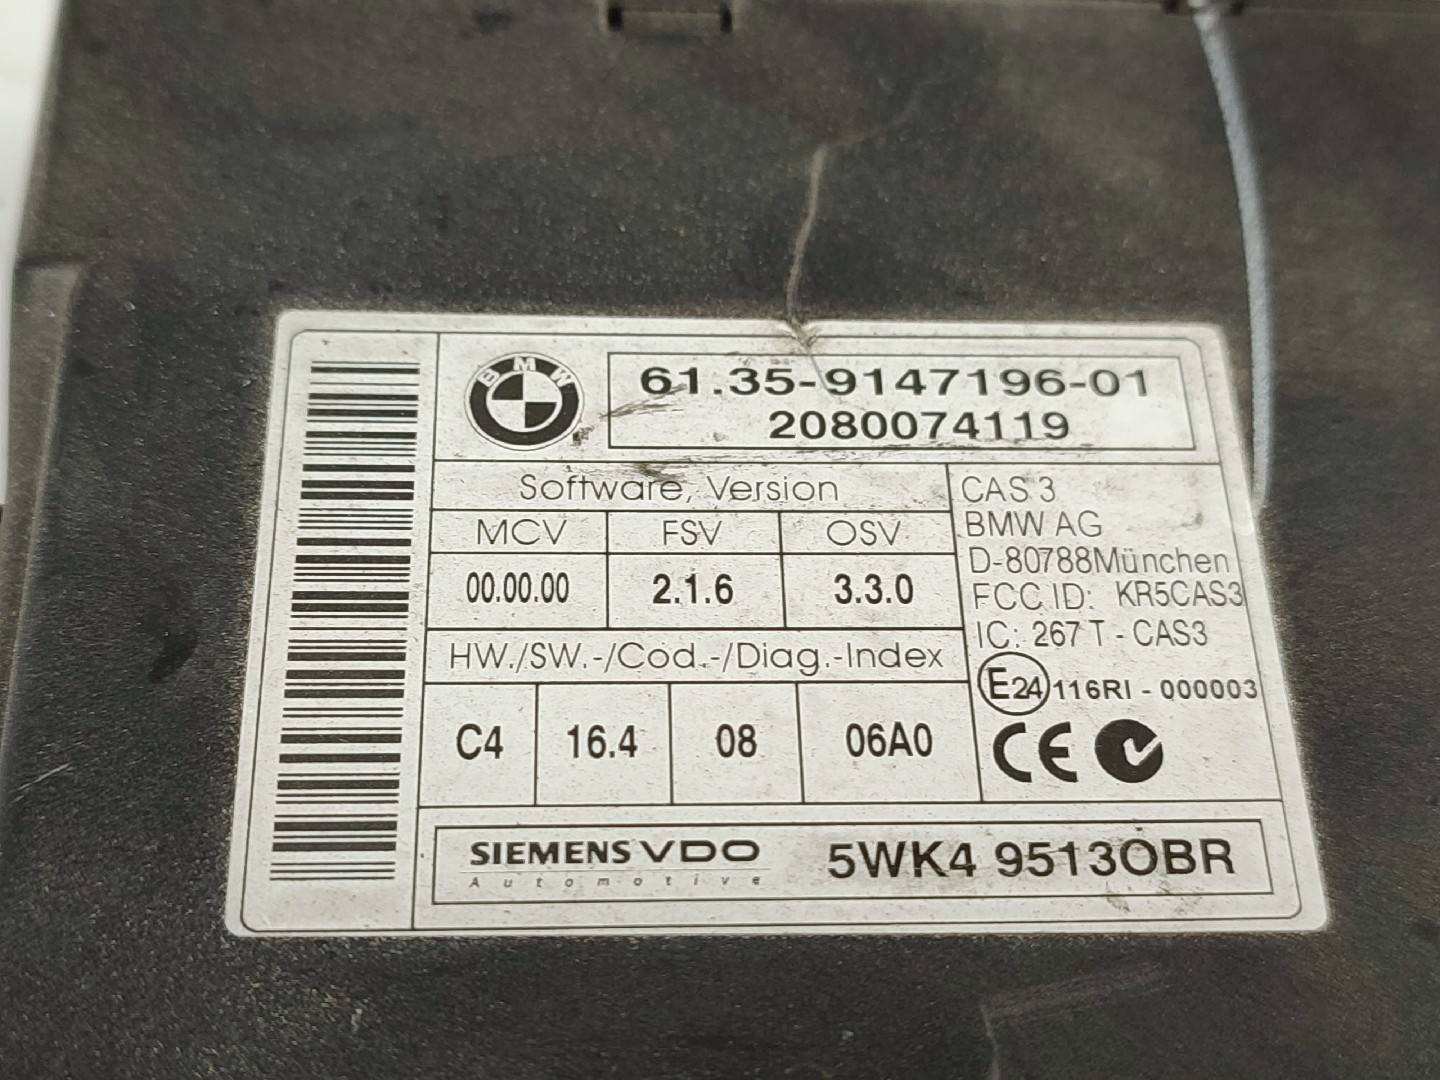 BMW
61.35-9147196-01
2080074119
Software, Version
MCV FSV OSV
00.00.00 2.1.6 3.3.0
HW./SW.-/Cod.-/Diag.-Index
C4 16.4 08 06A0
CAS 3
BMW AG
D-80788München
FCC ID: KR5CAS3
IC: 267 T - CAS3
E24 116RI - 000003
CE
SIEMENS VDO
Automotive
5WK4 9513OBR